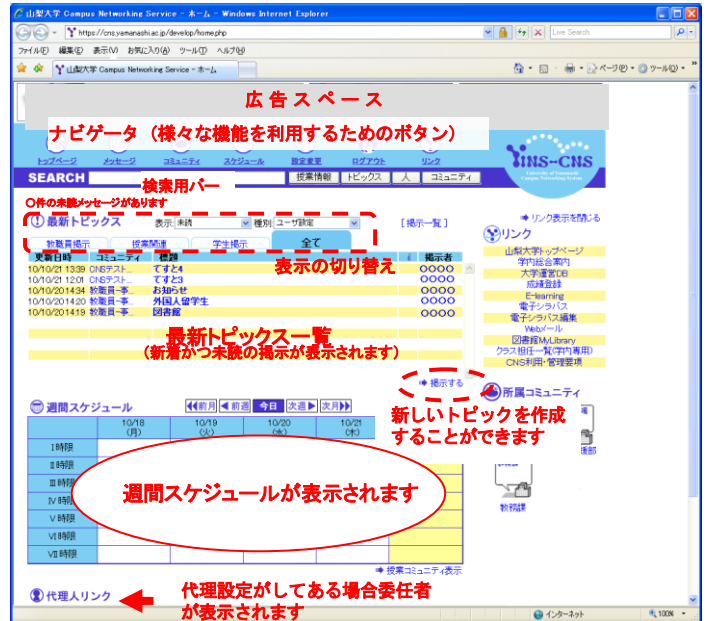 山梨大学 Campus Networking Service - ホーム - Windows Internet Explorer
https://cns.yamanashi.ac.jp/develop/home.php
Live Search
ファイル(F) 編集(E) 表示(V) お気に入り(A) ツール(T) ヘルプ(H)
山梨大学 Campus Networking Service - ホーム
ページ(P) ツール(O)
広告スペース
ナビゲータ（様々な機能を利用するためのボタン）
トップページ メッセージ コミュニティ スケジュール 設定変更 ログアウト リンク
YINS-CNS
University of Yamanashi
Campus Networking System
SEARCH 授業情報 トピックス 人 コミュニティ
検索用バー
〇件の未読メッセージがあります
最新トピックス 表示: 未読 種別: ユーザ設定 [掲示一覧]
教職員掲示 授業関連 学生掲示 全て
更新日時 コミュニティ 標題 掲示者
表示の切り替え
10/10/21 13:39 CNSテスト... てすと4 〇〇〇〇
10/10/21 12:01 CNSテスト... てすと3 〇〇〇〇
10/10/20 14:34 教職員-事... お知らせ 〇〇〇〇
10/10/20 14:20 教職員-事... 外国人留学生 〇〇〇〇
10/10/20 14:19 教職員-事... 図書館 〇〇〇〇
最新トピックス一覧
（新着かつ未読の掲示が表示されます）
掲示する
新しいトピックを作成
することができます
週間スケジュール 前月 前週 今日 次週 次月
10/18 10/19 10/20 10/21
(月) (火) (水) (木)
I時限
II時限
III時限
IV時限
V時限
VI時限
VII時限
週間スケジュールが表示されます
授業コミュニティ表示
代理人リンク
代理設定がしてある場合委任者
が表示されます
リンク表示を閉じる
リンク
山梨大学トップページ
学内総合案内
大学運営DB
成績登録
E-learning
電子シラバス
電子シラバス編集
Webメール
図書館MyLibrary
クラス担任一覧(学内専用)
CNS利用・管理要項
所属コミュニティ
教務課
インターネット 100%